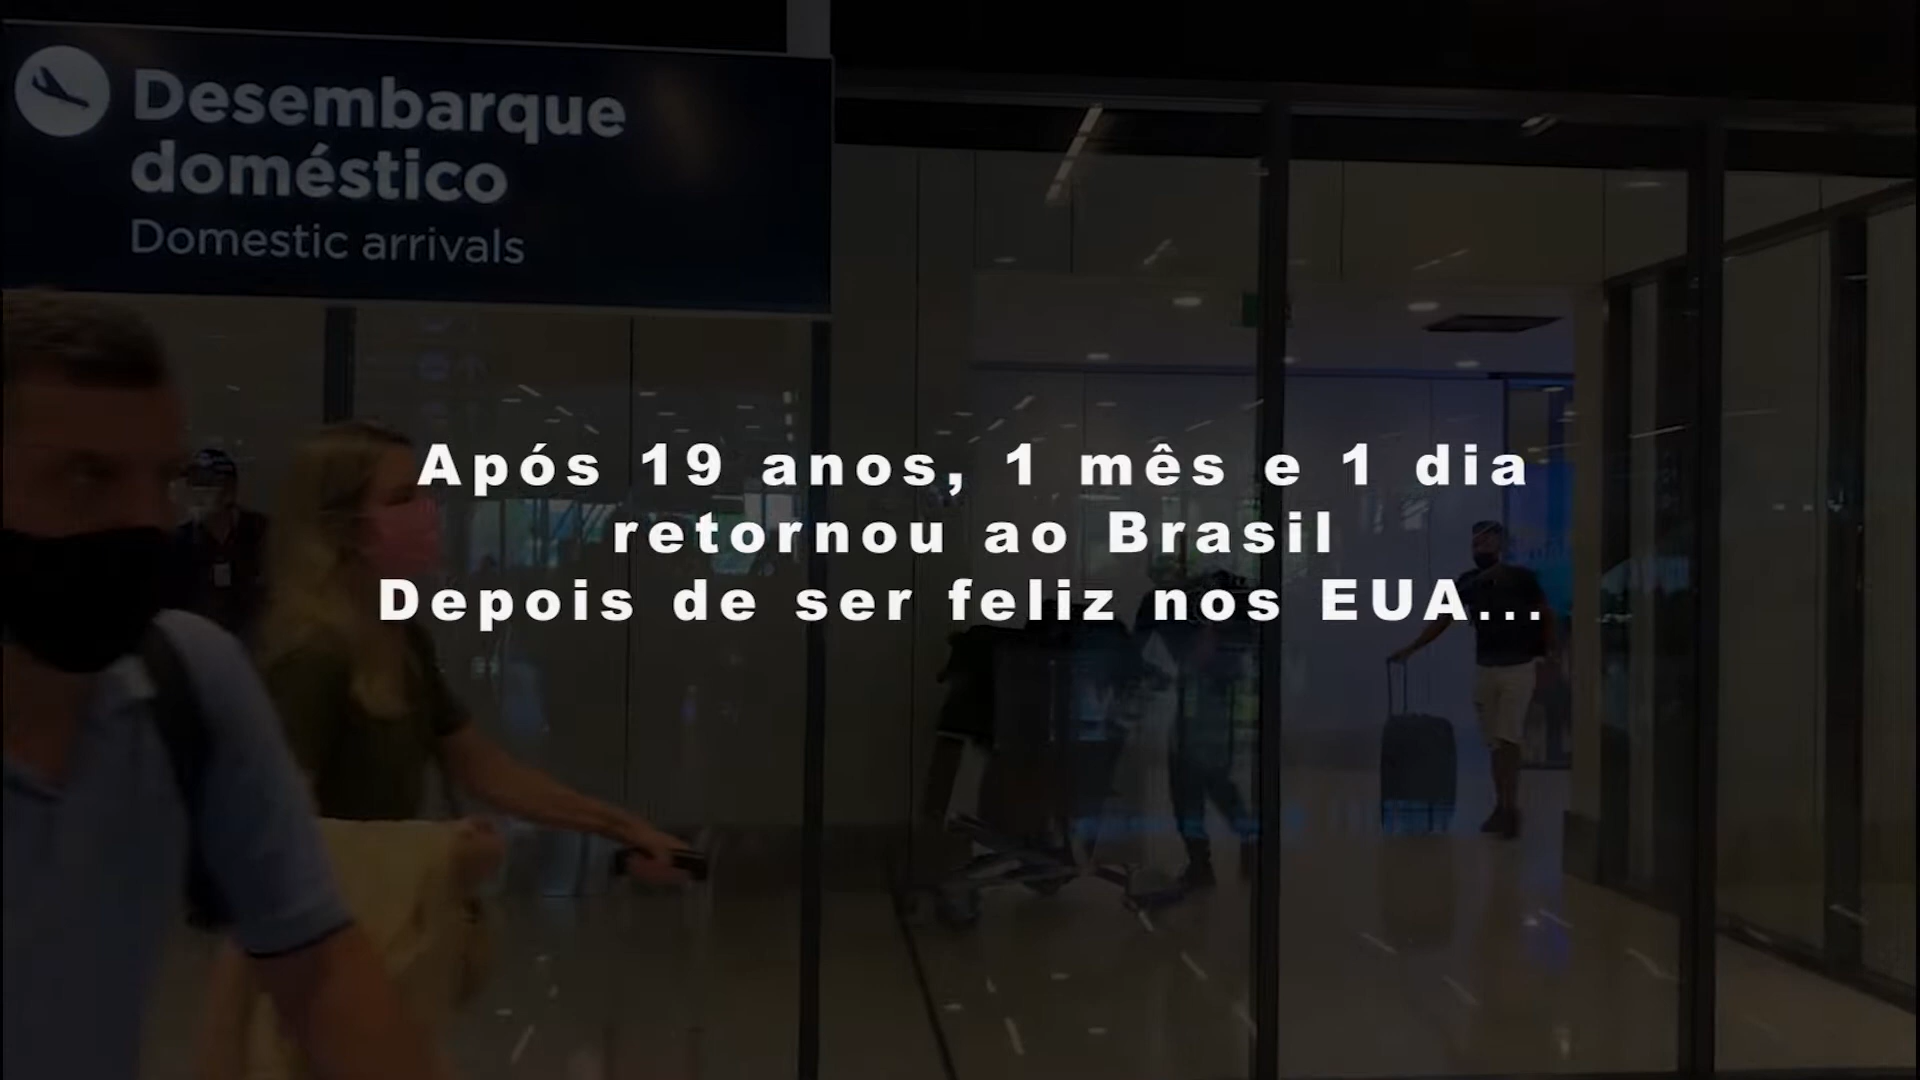 Desembarque
doméstico
Domestic arrivals
Após 19 anos, 1 mês e 1 dia
retornou ao Brasil
Depois de ser feliz nos EUA...